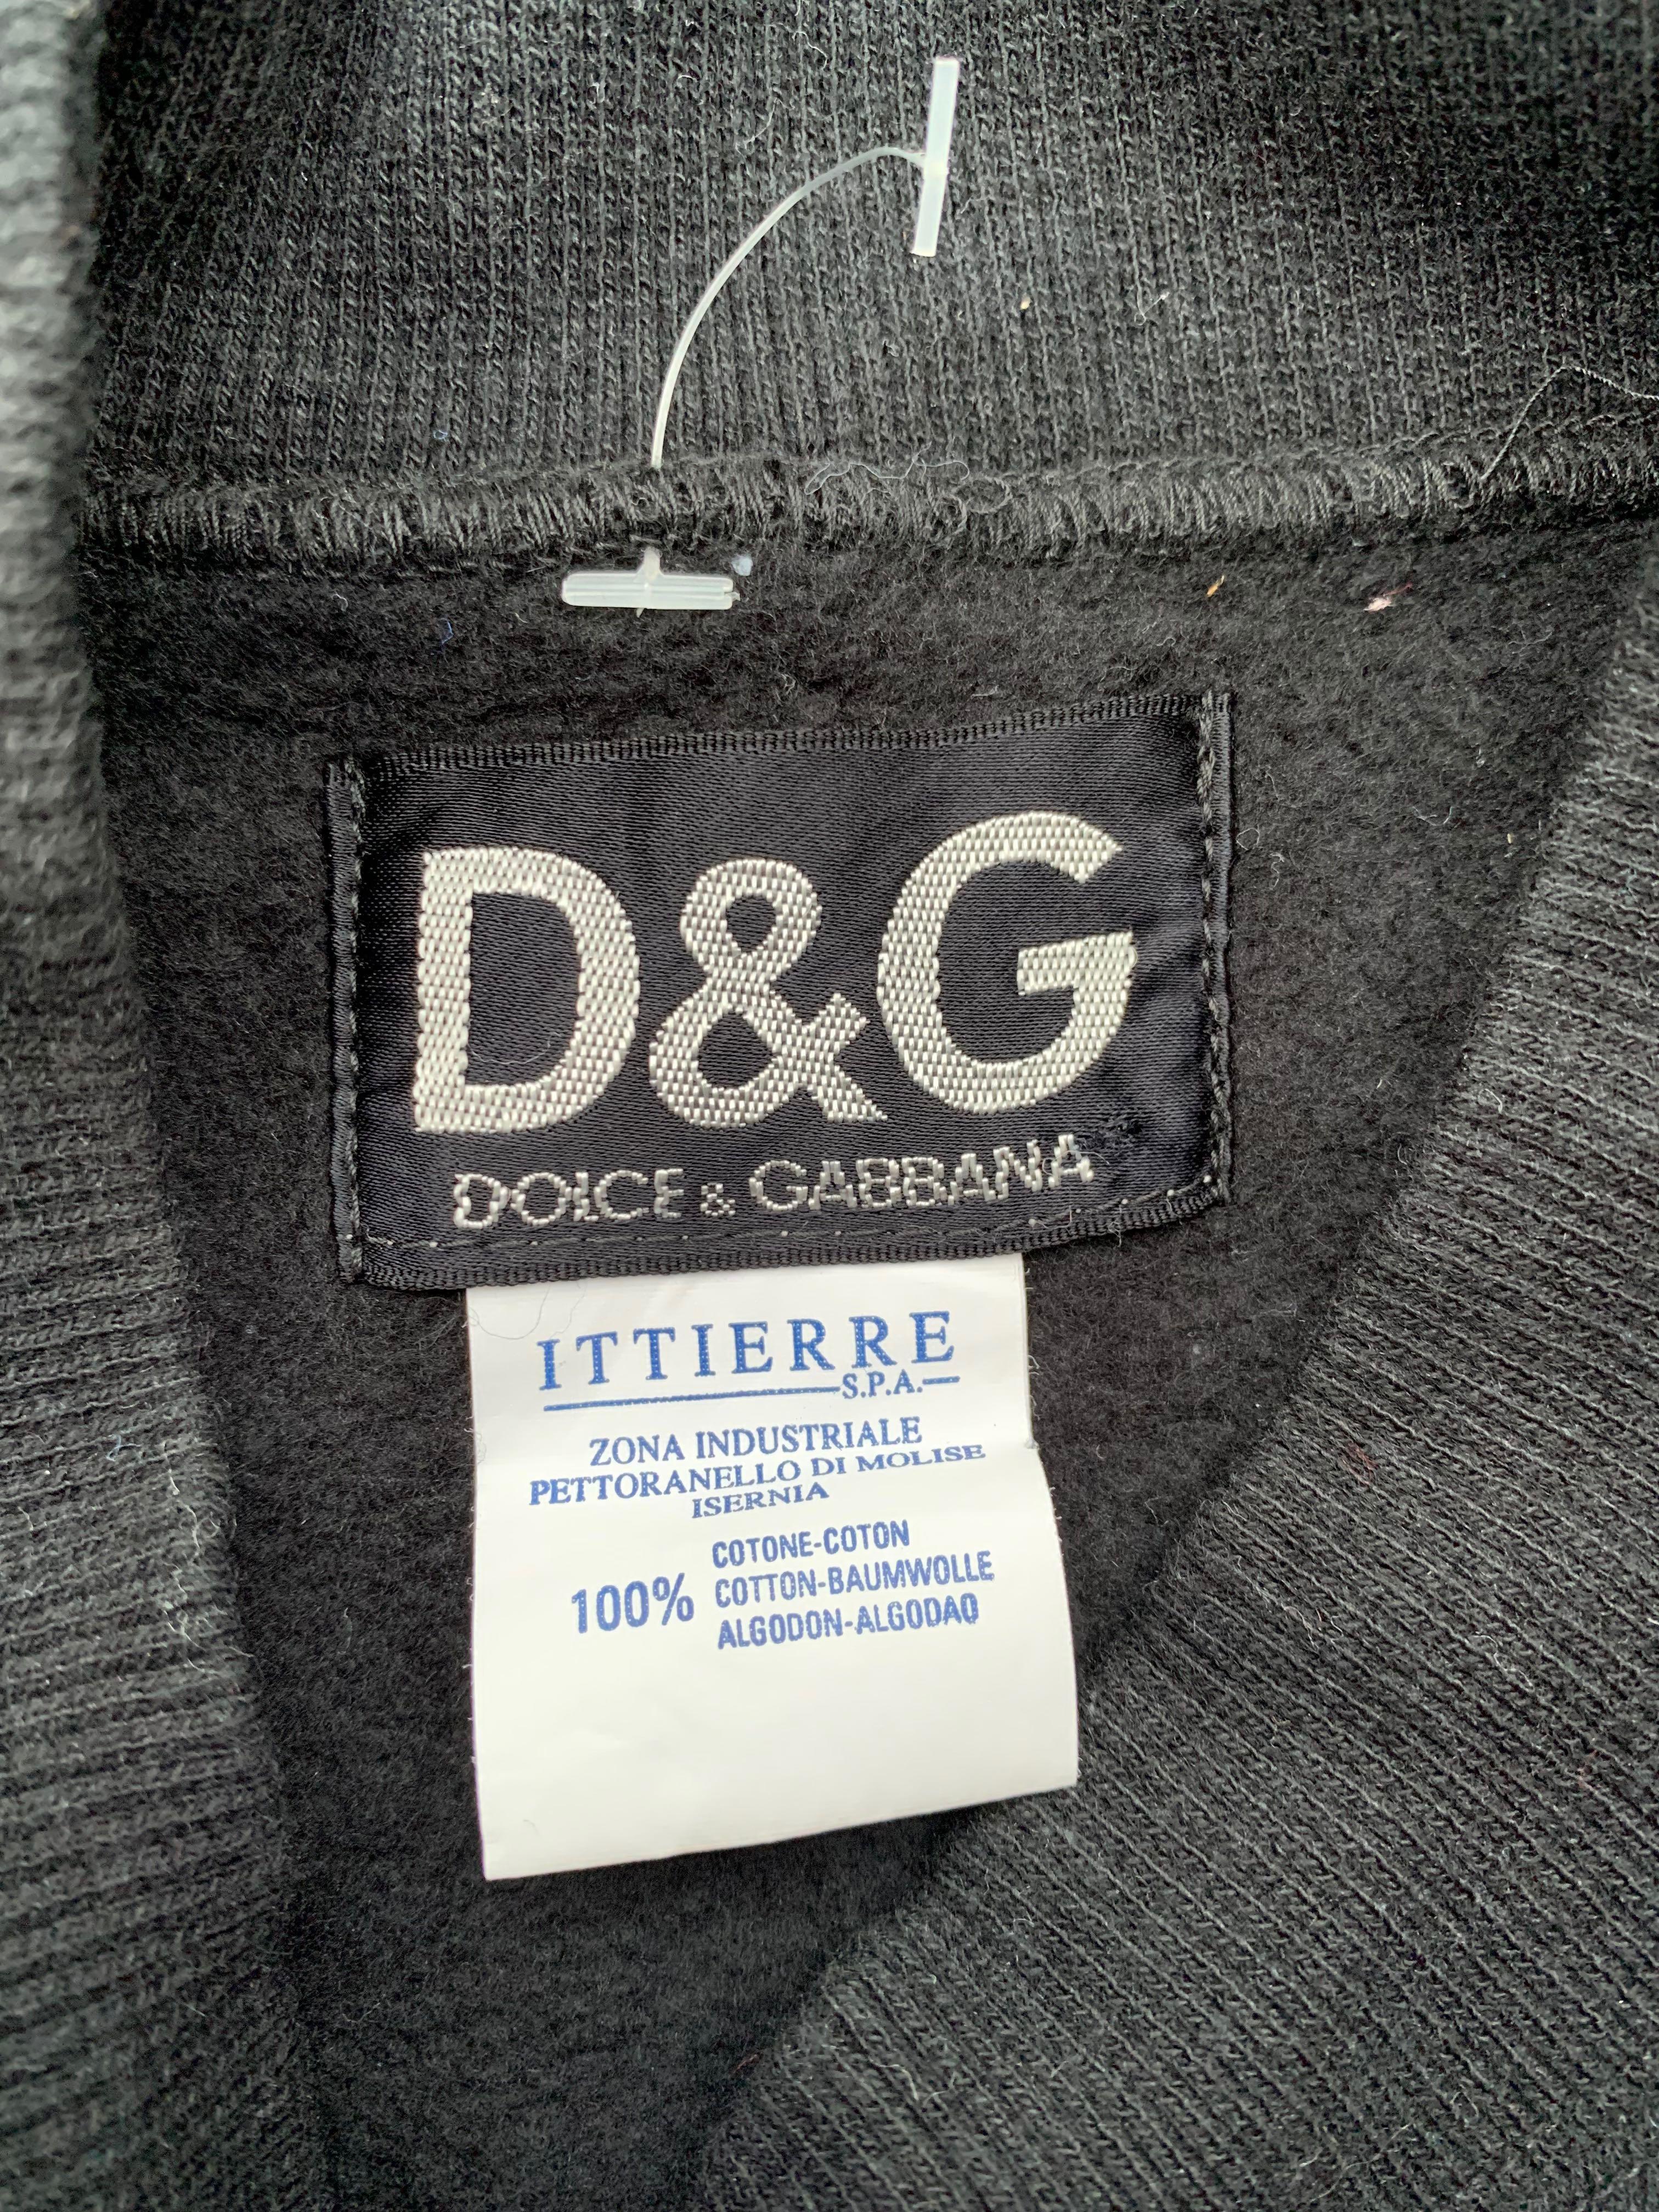 D&G
DOLCE & GABBANA
ITTIERRE
S.P.A.
ZONA INDUSTRIALE
PETTORANELLO DI MOLISE
ISERNIA
COTONE-COTON
100% COTTON-BAUMWOLLE
ALGODON-ALGODAO